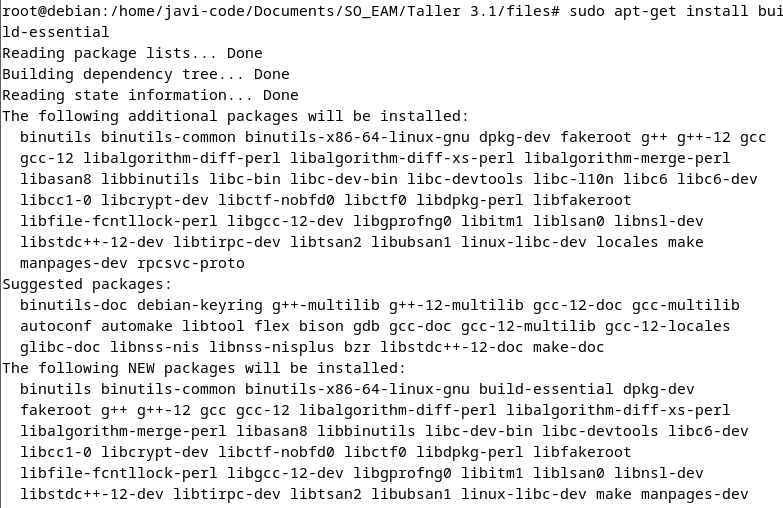 root@debian:/home/javi-code/Documents/SO_EAM/Taller 3.1/files# sudo apt-get install bui
ld-essential
Reading package lists... Done
Building dependency tree... Done
Reading state information... Done
The following additional packages will be installed:
  binutils binutils-common binutils-x86-64-linux-gnu dpkg-dev fakeroot g++ g++-12 gcc
  gcc-12 libalgorithm-diff-perl libalgorithm-diff-xs-perl libalgorithm-merge-perl
  libasan8 libbinutils libc-bin libc-dev-bin libc-devtools libc-l10n libc6 libc6-dev
  libcc1-0 libcrypt-dev libctf-nobfd0 libctf0 libdpkg-perl libfakeroot
  libfile-fcntllock-perl libgcc-12-dev libgprofng0 libitm1 liblsan0 libnsl-dev
  libstdc++-12-dev libtirpc-dev libtsan2 libubsan1 linux-libc-dev locales make
  manpages-dev rpcsvc-proto
Suggested packages:
  binutils-doc debian-keyring g++-multilib g++-12-multilib gcc-12-doc gcc-multilib
  autoconf automake libtool flex bison gdb gcc-doc gcc-12-multilib gcc-12-locales
  glibc-doc libnss-nis libnss-nisplus bzr libstdc++-12-doc make-doc
The following NEW packages will be installed:
  binutils binutils-common binutils-x86-64-linux-gnu build-essential dpkg-dev
  fakeroot g++ g++-12 gcc gcc-12 libalgorithm-diff-perl libalgorithm-diff-xs-perl
  libalgorithm-merge-perl libasan8 libbinutils libc-dev-bin libc-devtools libc6-dev
  libcc1-0 libcrypt-dev libctf-nobfd0 libctf0 libdpkg-perl libfakeroot
  libfile-fcntllock-perl libgcc-12-dev libgprofng0 libitm1 liblsan0 libnsl-dev
  libstdc++-12-dev libtirpc-dev libtsan2 libubsan1 linux-libc-dev make manpages-dev